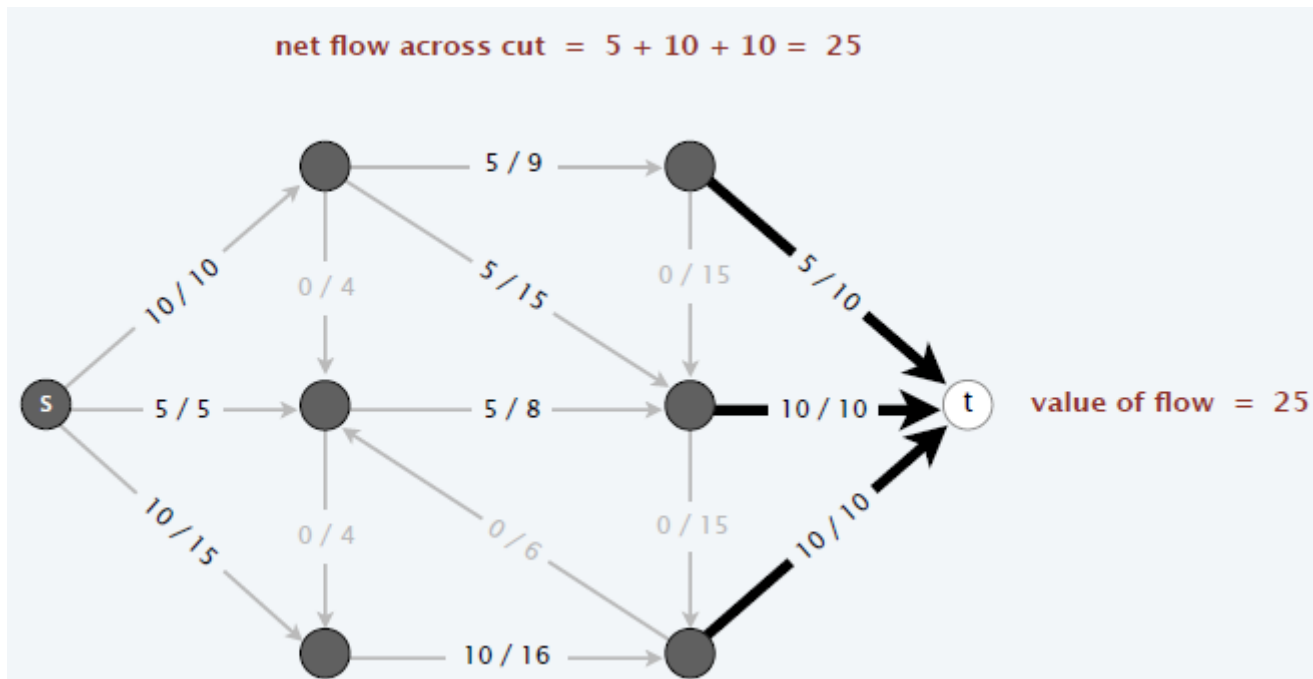 net flow across cut = 5 + 10 + 10 = 25
5 / 9
10 / 10
0 / 4
5 / 15
0 / 15
5 / 10
s
5 / 5
5 / 8
10 / 10
t
value of flow = 25
10 / 15
0 / 4
0 / 6
0 / 15
10 / 10
10 / 16